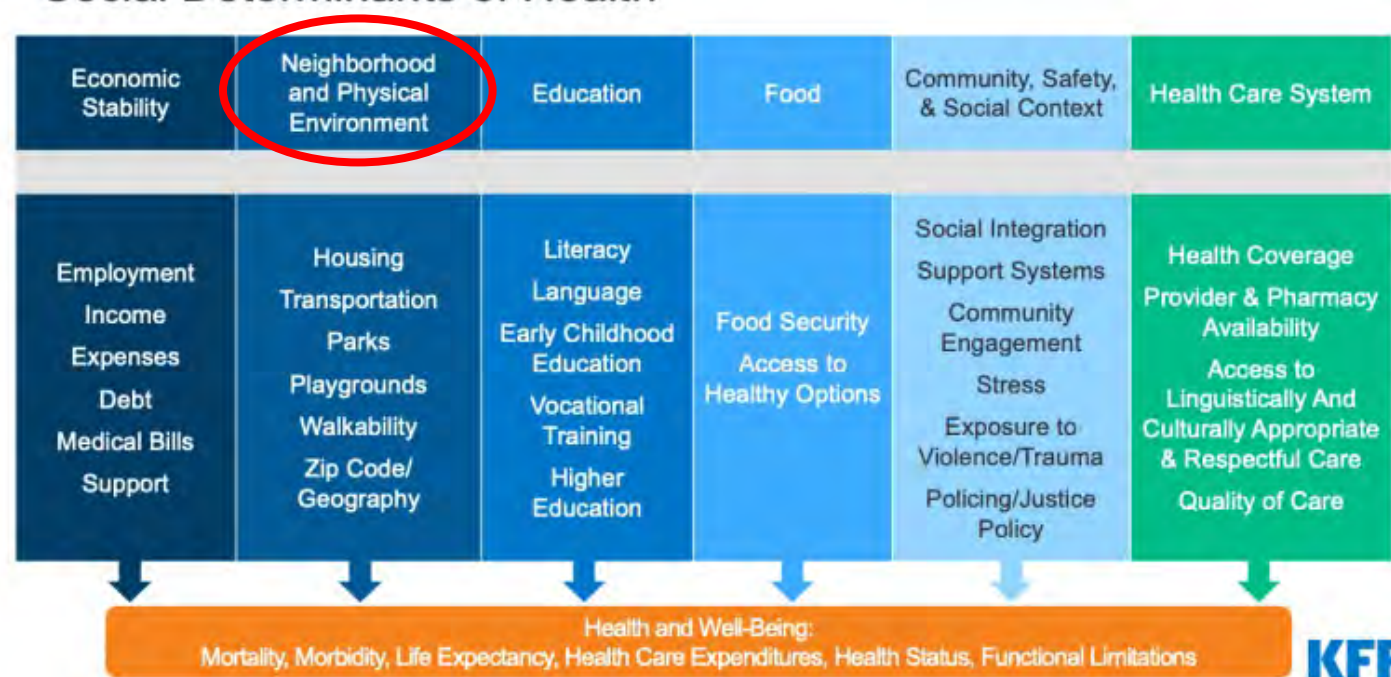 Economic
Stability
Neighborhood
and Physical
Environment
Education
Food
Community, Safety,
& Social Context
Health Care System
Employment
Income
Expenses
Debt
Medical Bills
Support
Housing
Transportation
Parks
Playgrounds
Walkability
Zip Code/
Geography
Literacy
Language
Early Childhood
Education
Vocational
Training
Higher
Education
Food Security
Access to
Healthy Options
Social Integration
Support Systems
Community
Engagement
Stress
Exposure to
Violence/Trauma
Policing/Justice
Policy
Health Coverage
Provider & Pharmacy
Availability
Access to
Linguistically And
Culturally Appropriate
& Respectful Care
Quality of Care
Health and Well-Being:
Mortality, Morbidity, Life Expectancy, Health Care Expenditures, Health Status, Functional Limitations